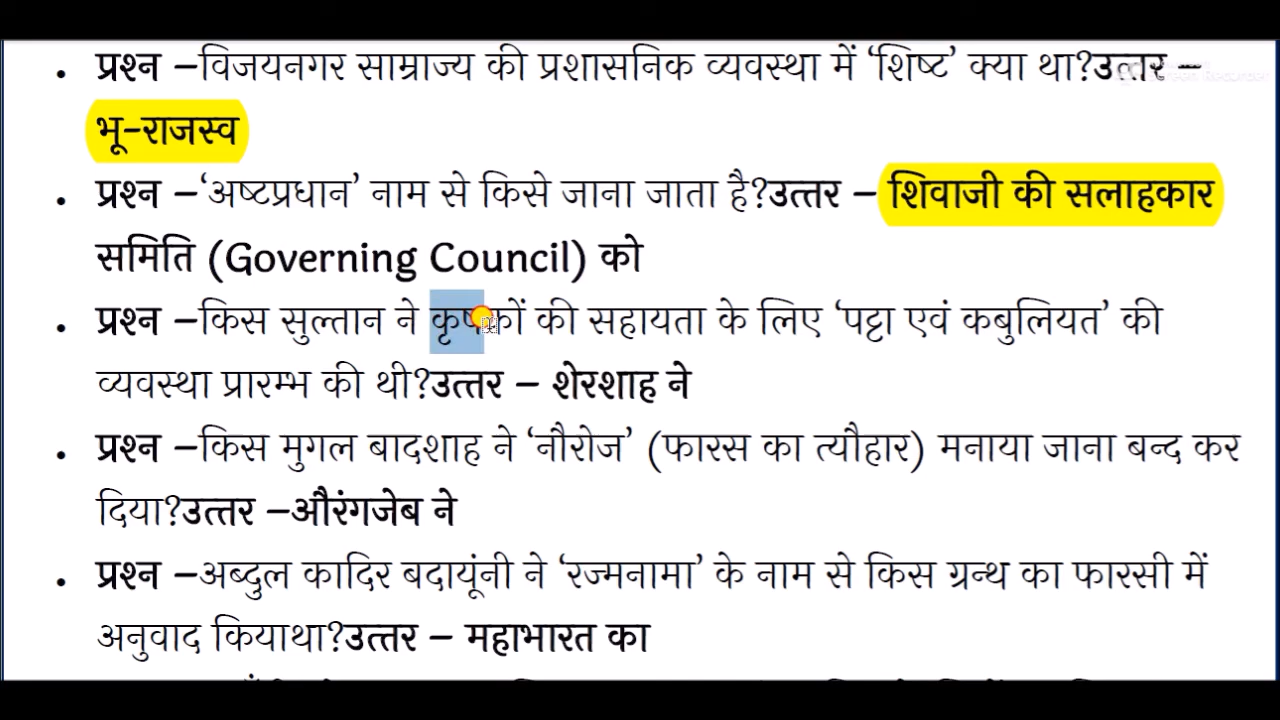 • प्रश्न –विजयनगर साम्राज्य की प्रशासनिक व्यवस्था में ‘शिष्ट’ क्या था?उत्तर –
भू-राजस्व
• प्रश्न –‘अष्टप्रधान’ नाम से किसे जाना जाता है?उत्तर – शिवाजी की सलाहकार
समिति (Governing Council) को
• प्रश्न –किस सुल्तान ने कृषकों की सहायता के लिए ‘पट्टा एवं कबुलियत’ की
व्यवस्था प्रारम्भ की थी?उत्तर – शेरशाह ने
• प्रश्न –किस मुगल बादशाह ने ‘नौरोज’ (फारस का त्यौहार) मनाया जाना बन्द कर
दिया?उत्तर –औरंगजेब ने
• प्रश्न –अब्दुल कादिर बदायूंनी ने ‘रज्मनामा’ के नाम से किस ग्रन्थ का फारसी में
अनुवाद कियाथा?उत्तर – महाभारत का